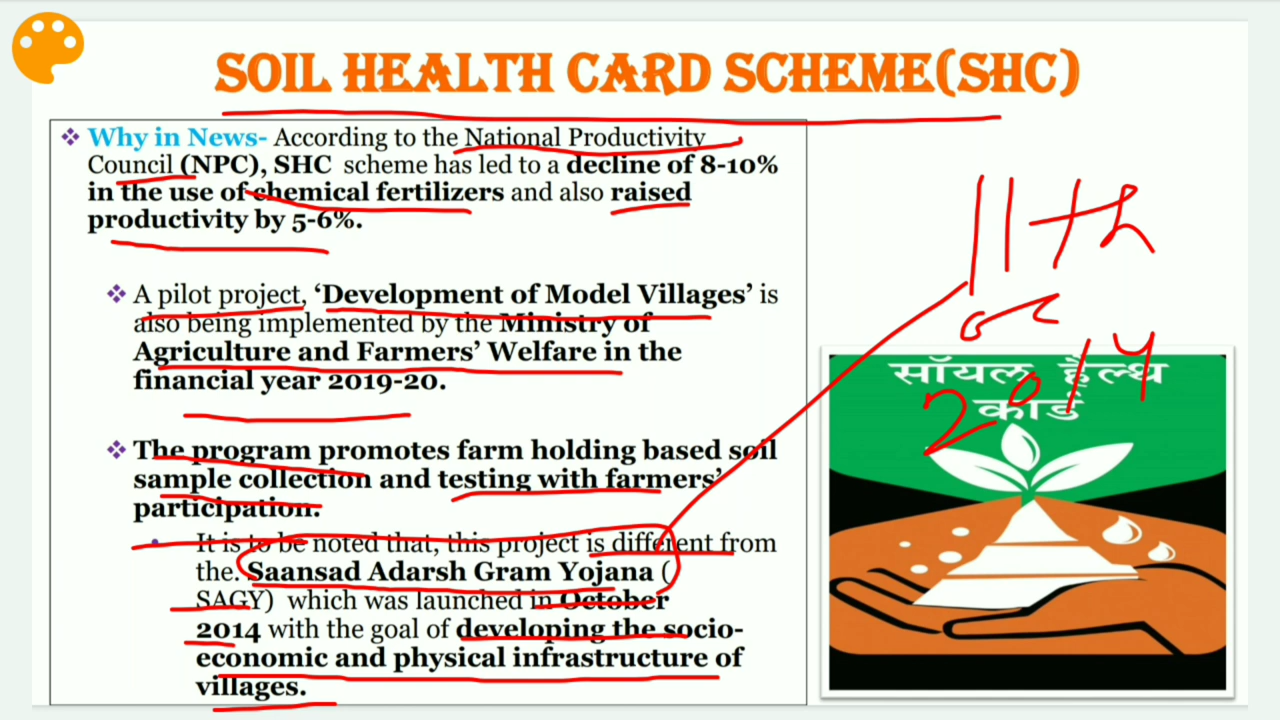 SOIL HEALTH CARD SCHEME(SHC)
❖ Why in News- According to the National Productivity
Council (NPC), SHC scheme has led to a decline of 8-10%
in the use of chemical fertilizers and also raised
productivity by 5-6%.
❖ A pilot project, ‘Development of Model Villages’ is
also being implemented by the Ministry of
Agriculture and Farmers’ Welfare in the
financial year 2019-20.
❖ The program promotes farm holding based soil
sample collection and testing with farmers’
participation.
• It is to be noted that, this project is different from
the. Saansad Adarsh Gram Yojana (
SAGY) which was launched in October
2014 with the goal of developing the socio-
economic and physical infrastructure of
villages.
11th
2014
सॉयल हैल्थ
कार्ड